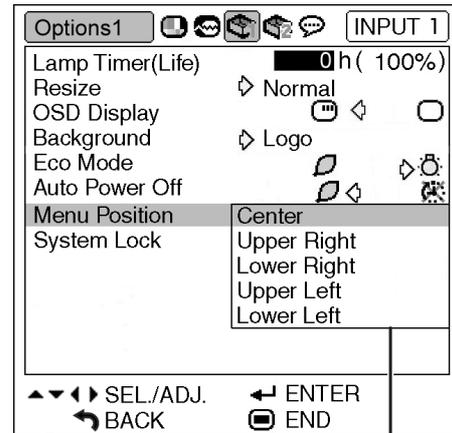 Options1 INPUT 1
Lamp Timer(Life) 0 h ( 100%)
Resize Normal
OSD Display
Background Logo
Eco Mode
Auto Power Off
Menu Position Center
System Lock Upper Right
Lower Right
Upper Left
Lower Left
SEL./ADJ. ENTER
BACK END